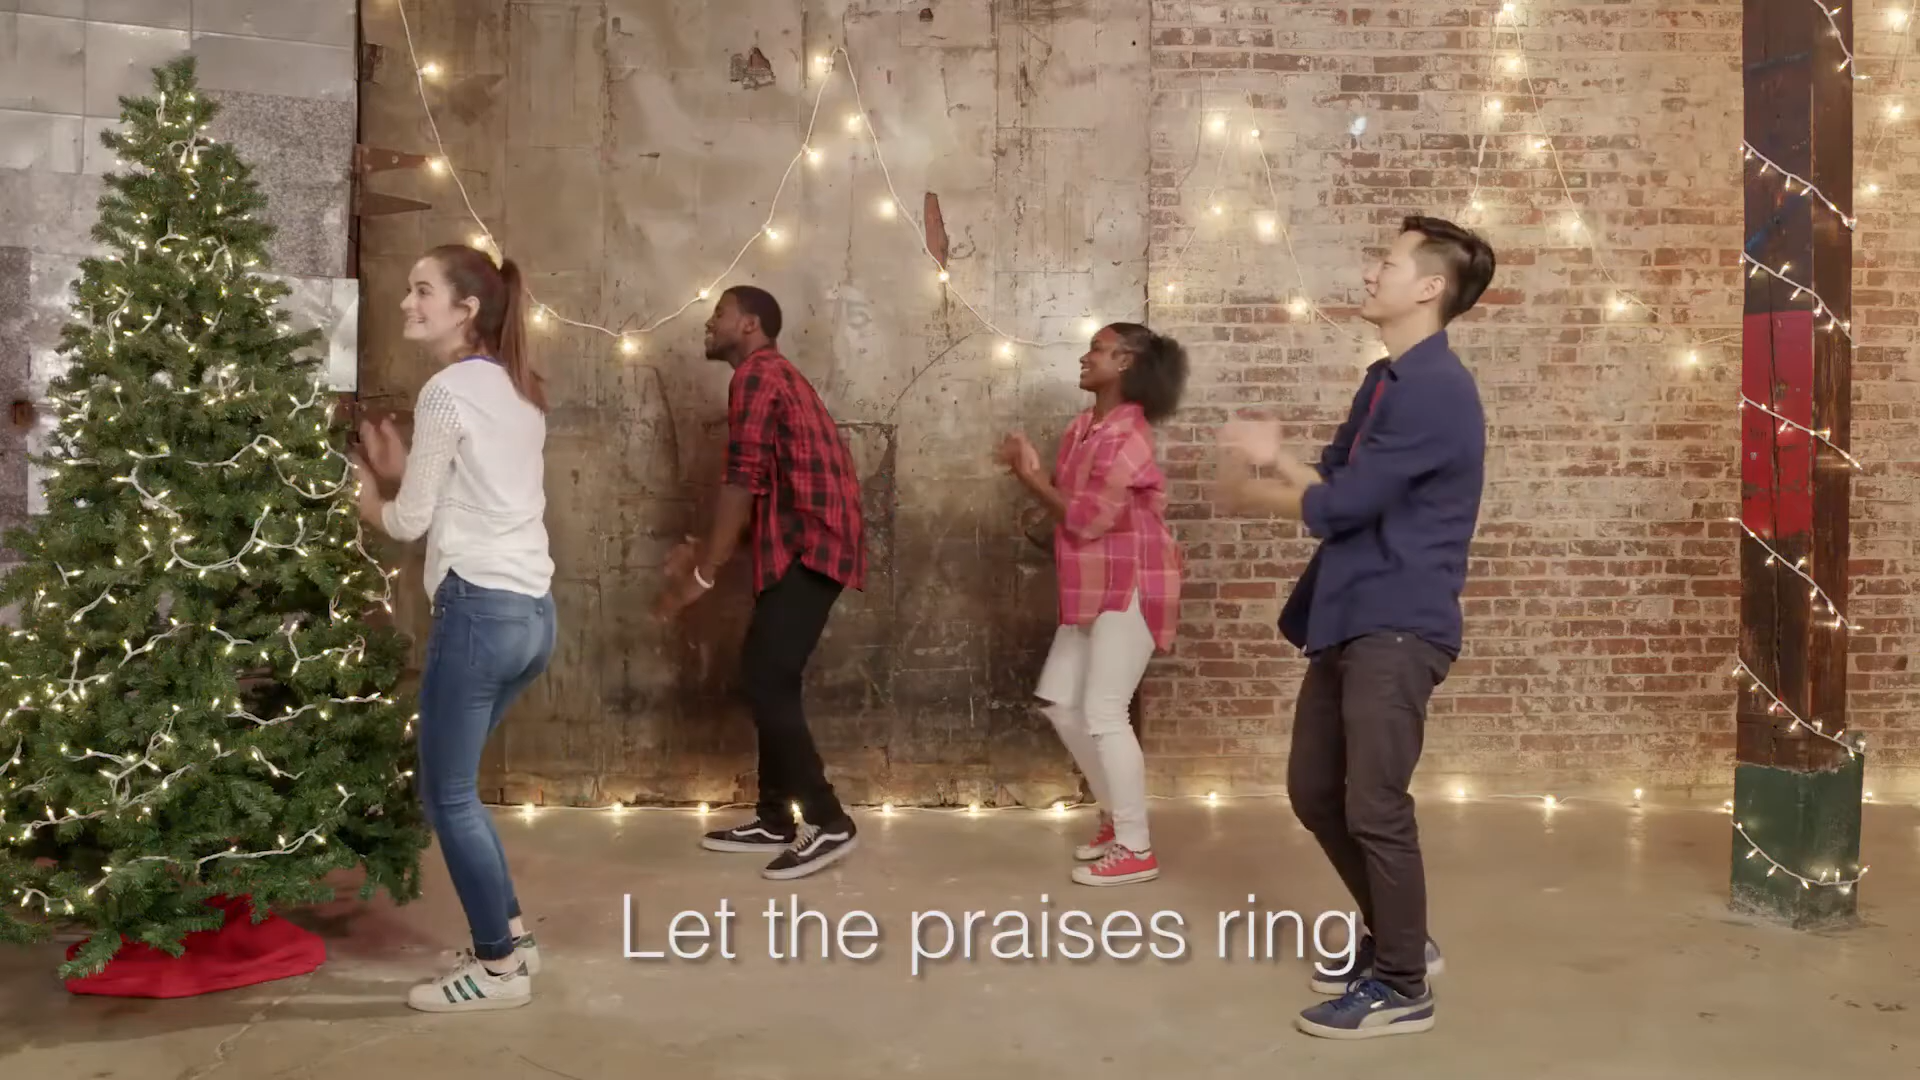 Let the praises ring